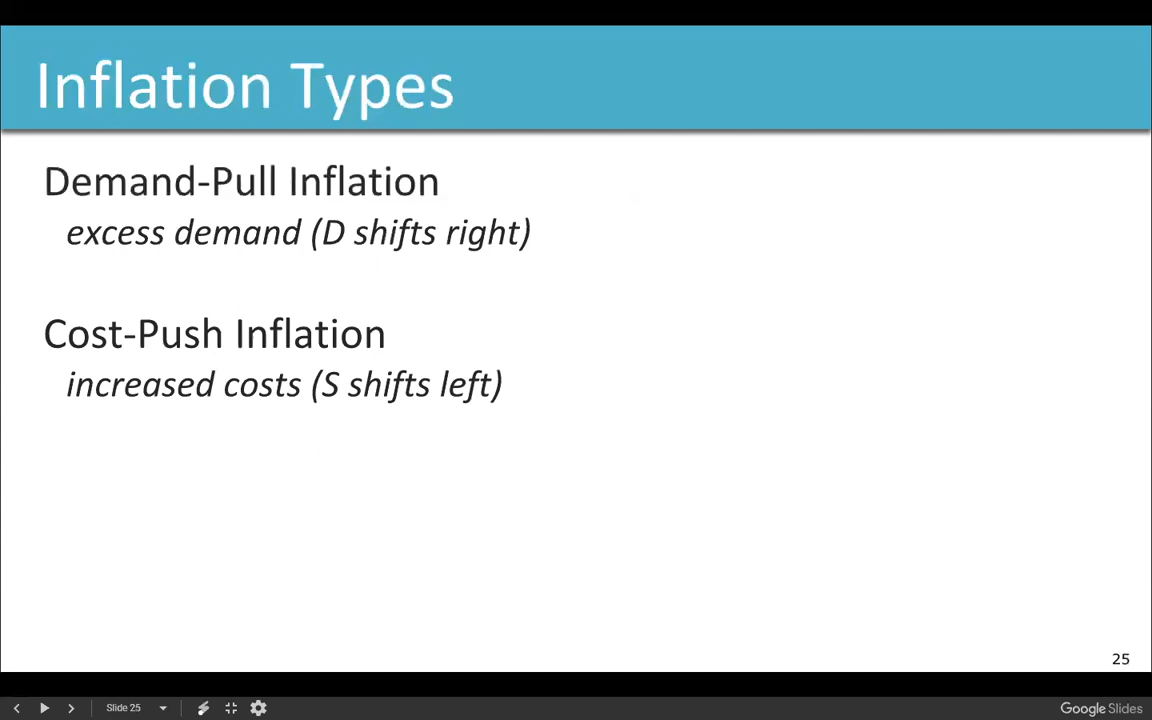 Inflation Types
Demand-Pull Inflation
excess demand (D shifts right)
Cost-Push Inflation
increased costs (S shifts left)
25
Slide 25
Google Slides